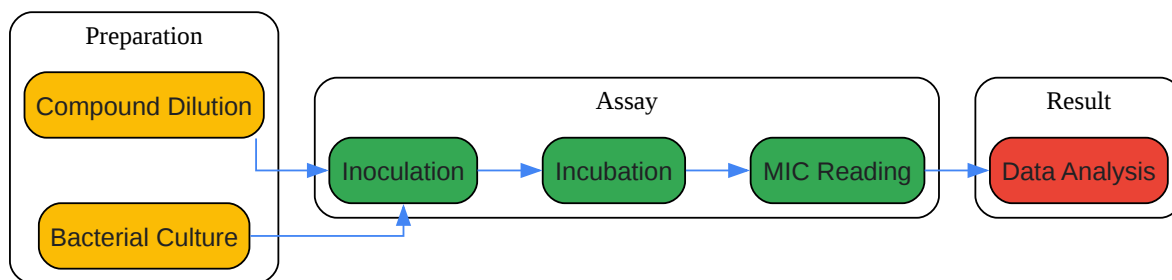 Preparation
Compound Dilution
Bacterial Culture
Assay
Inoculation
Incubation
MIC Reading
Result
Data Analysis